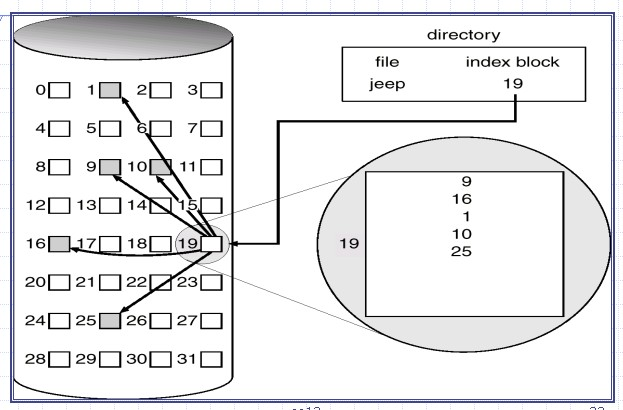 directory
file index block
jeep 19
0 1 2 3
4 5 6 7
8 9 10 11
12 13 14 15
16 17 18 19
20 21 22 23
24 25 26 27
28 29 30 31
19
9
16
1
10
25